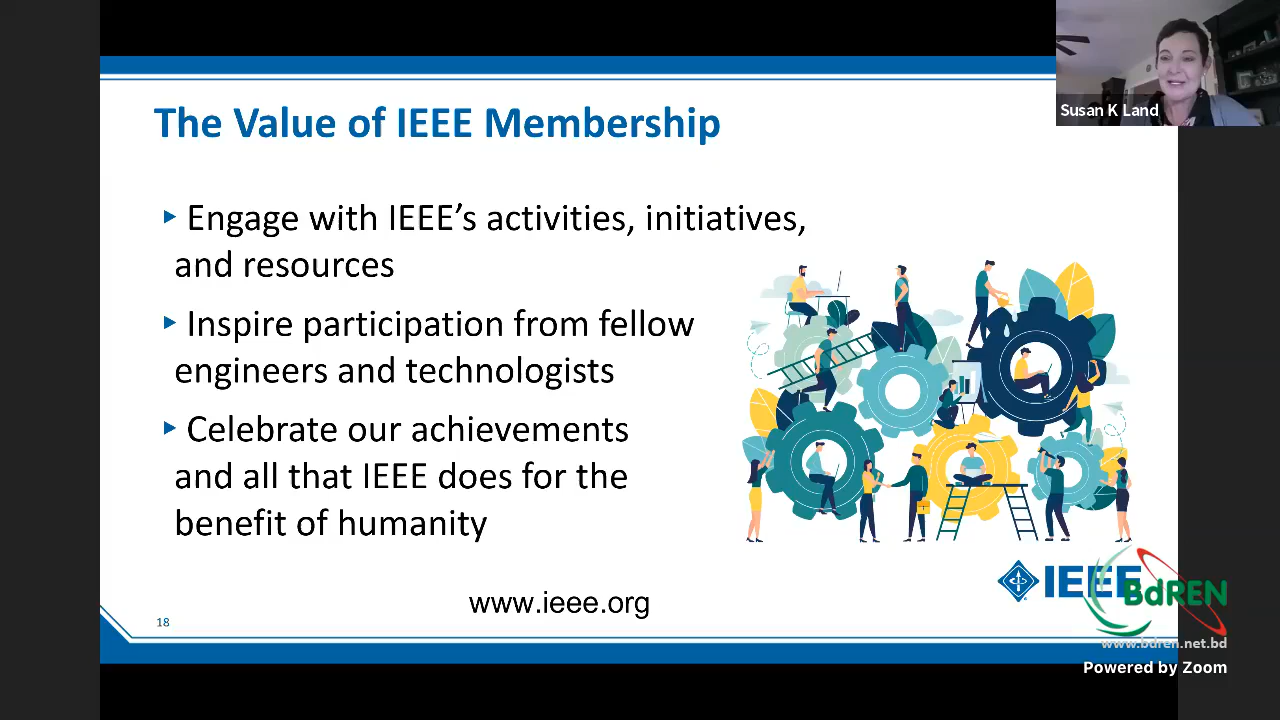 Susan K Land
The Value of IEEE Membership
Engage with IEEE’s activities, initiatives,
and resources
Inspire participation from fellow
engineers and technologists
Celebrate our achievements
and all that IEEE does for the
benefit of humanity
IEEE
BdREN
www.ieee.org
18
www.bdren.net.bd
Powered by Zoom